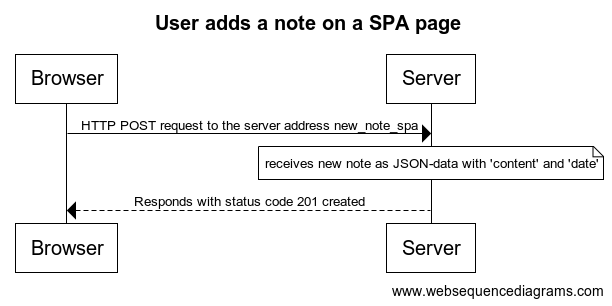 User adds a note on a SPA page
Browser
Server
HTTP POST request to the server address new_note_spa
receives new note as JSON-data with 'content' and 'date'
Responds with status code 201 created
Browser
Server
www.websequencediagrams.com